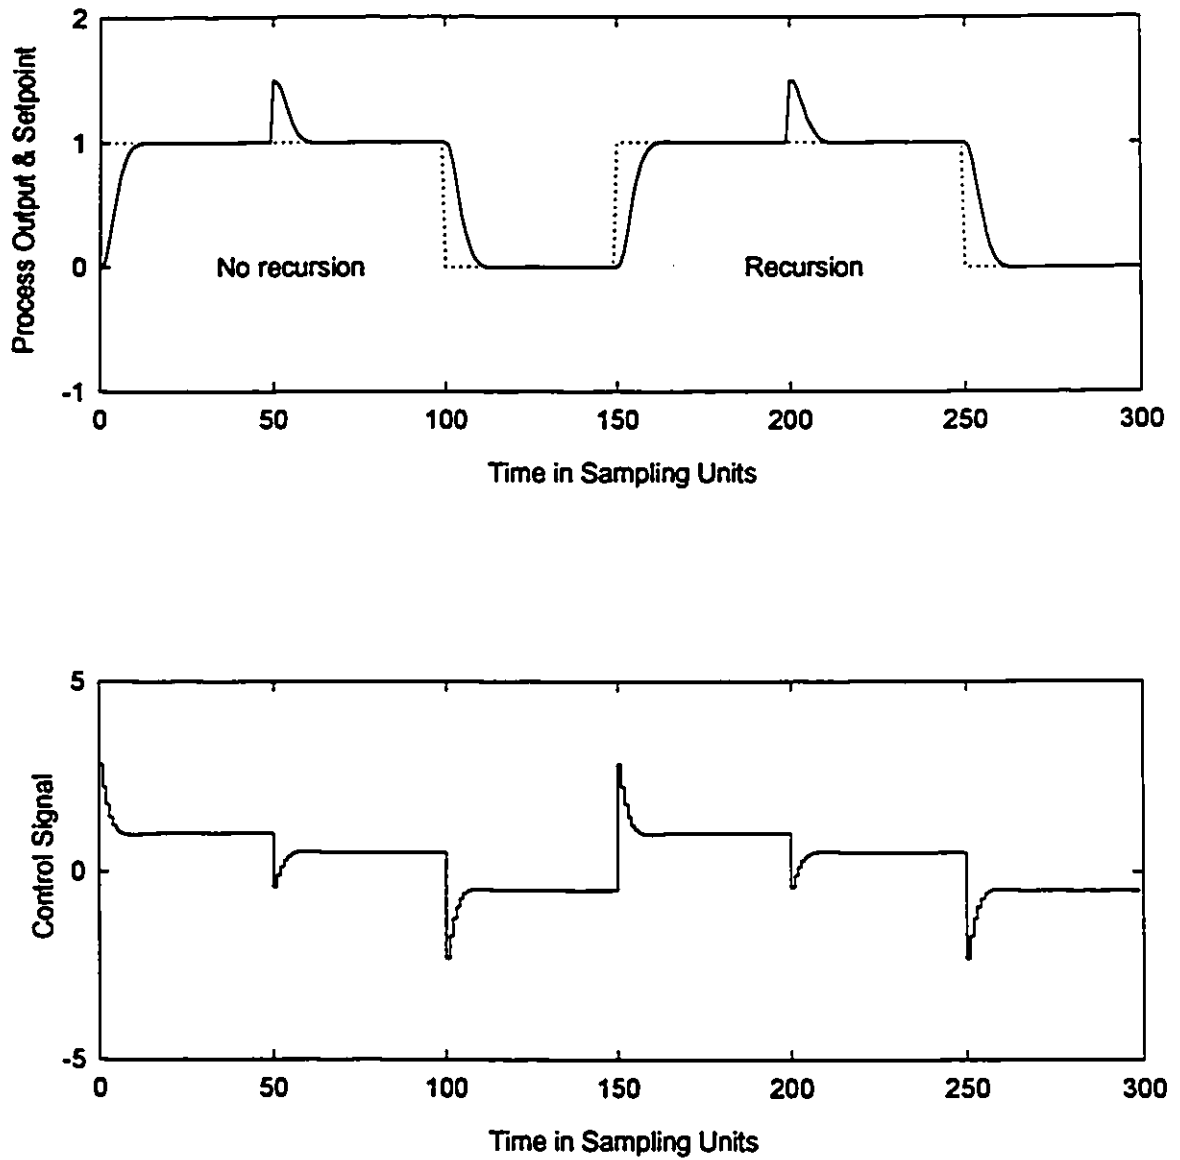 Process Output & Setpoint
2
1
0
-1
No recursion
Recursion
0 50 100 150 200 250 300
Time in Sampling Units
Control Signal
5
0
-5
0 50 100 150 200 250 300
Time in Sampling Units